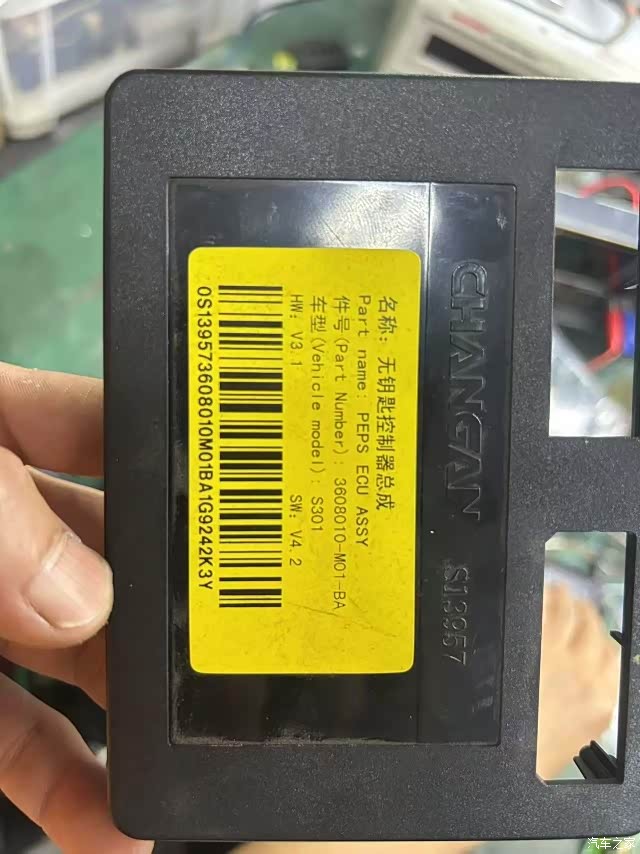 CHANGAN S13957
名称: 无钥匙控制器总成
Part name: PEPS ECU ASSY
件号(Part Number): 3608010-M01-BA
车型(Vehicle model): S301
HW: V3.1 SW: V4.2
0S139573608010M01BA1G9242K3Y
汽车之家